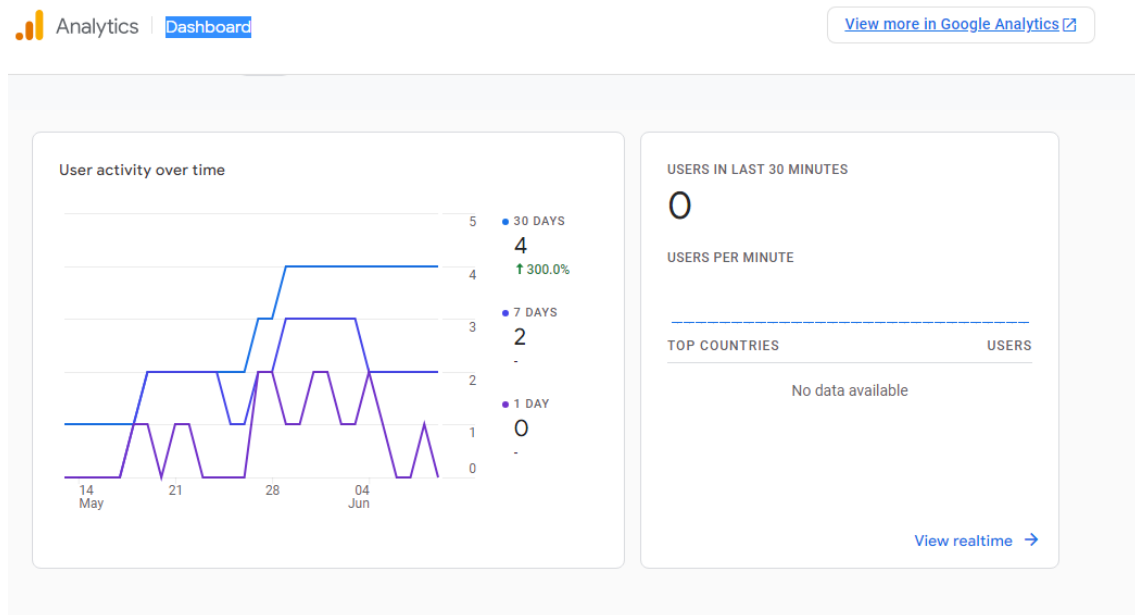 Analytics Dashboard
View more in Google Analytics
User activity over time
5
4
3
2
1
0
14
May
21
28
04
Jun
30 DAYS
4
↑ 300.0%
7 DAYS
2
-
1 DAY
0
-
USERS IN LAST 30 MINUTES
0
USERS PER MINUTE
TOP COUNTRIES USERS
No data available
View realtime →